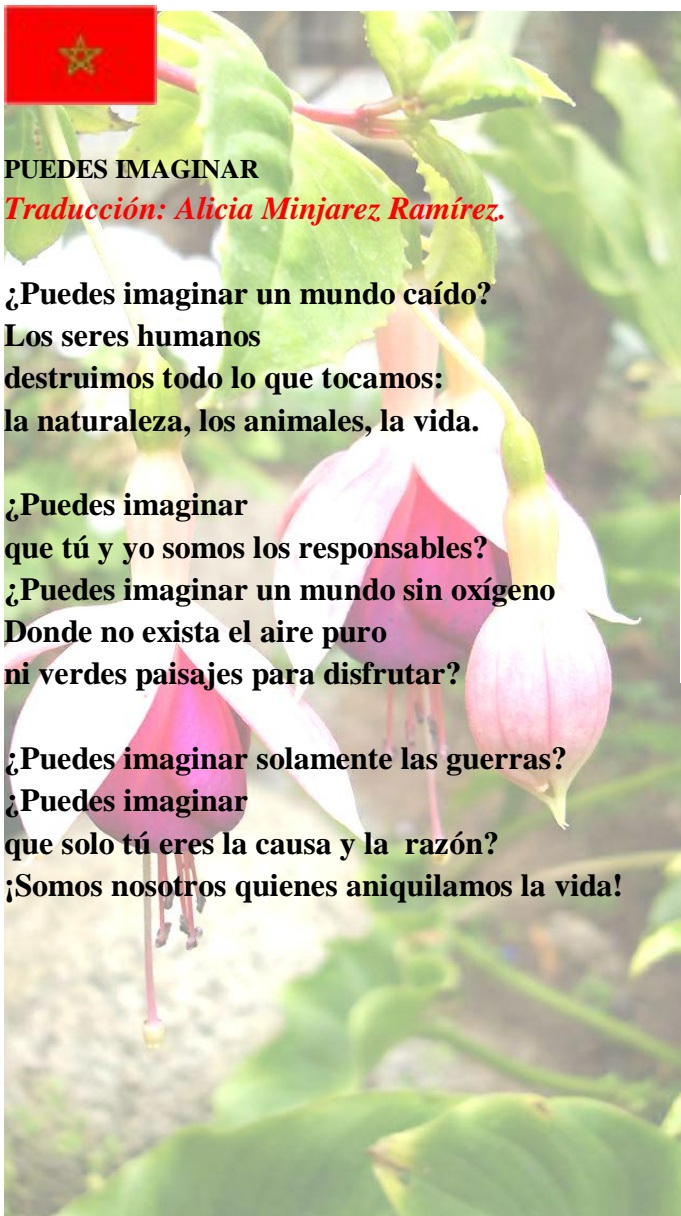 PUEDES IMAGINAR
Traducción: Alicia Minjarez Ramírez.
¿Puedes imaginar un mundo caído?
Los seres humanos
destruimos todo lo que tocamos:
la naturaleza, los animales, la vida.
¿Puedes imaginar
que tú y yo somos los responsables?
¿Puedes imaginar un mundo sin oxígeno
Donde no exista el aire puro
ni verdes paisajes para disfrutar?
¿Puedes imaginar solamente las guerras?
¿Puedes imaginar
que solo tú eres la causa y la  razón?
¡Somos nosotros quienes aniquilamos la vida!